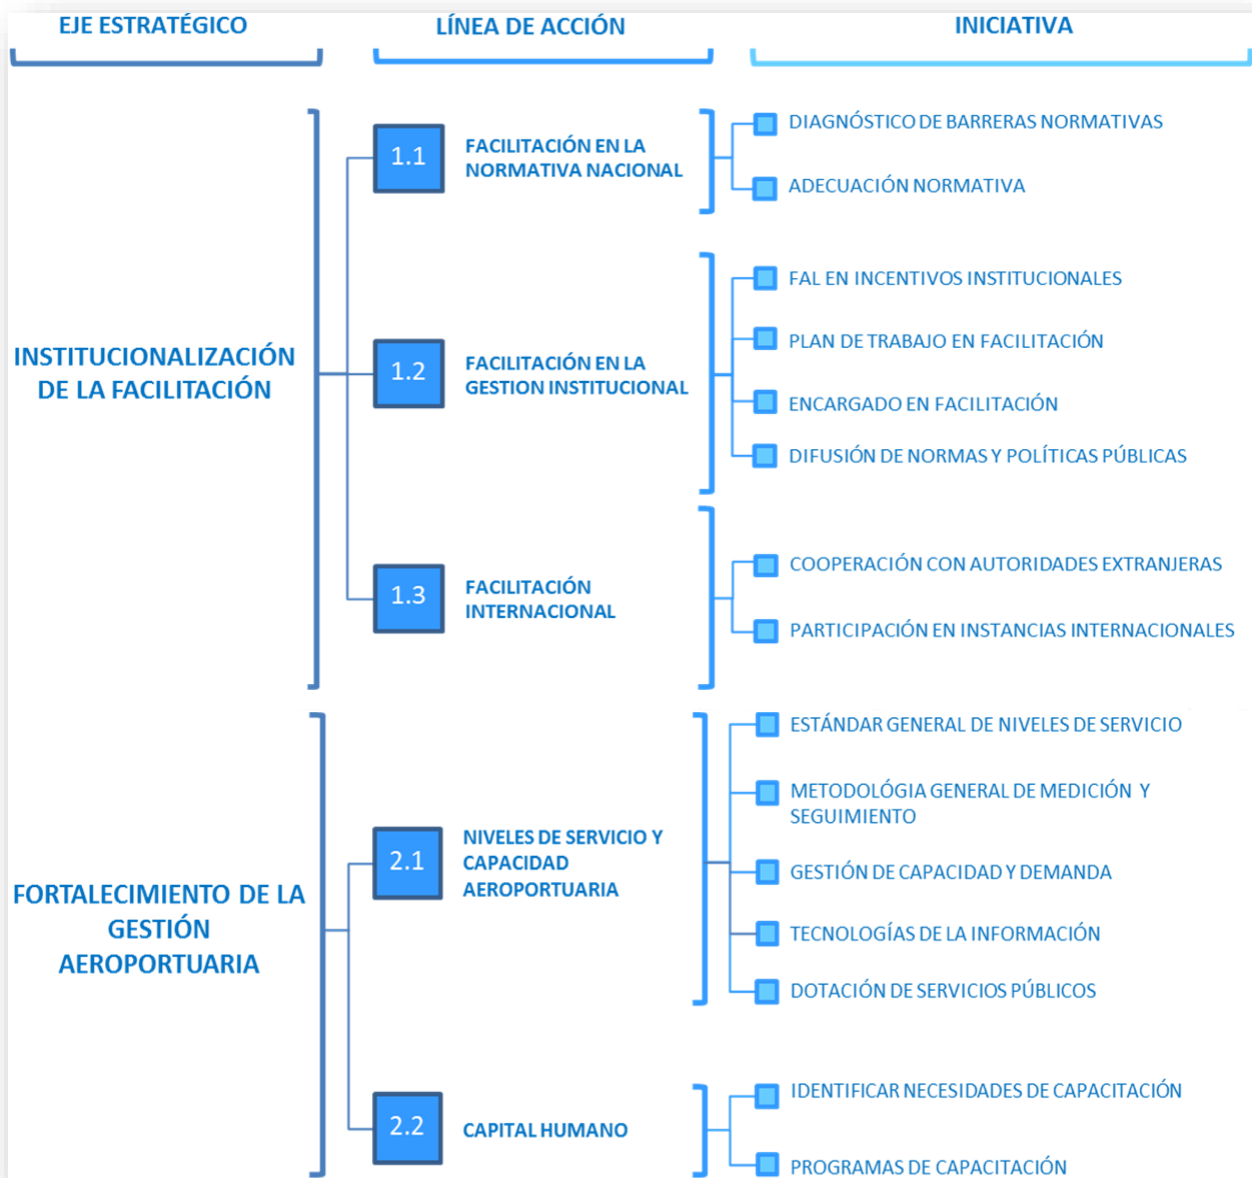 EJE ESTRATÉGICO
LÍNEA DE ACCIÓN
INICIATIVA
INSTITUCIONALIZACIÓN
DE LA FACILITACIÓN
1.1
FACILITACIÓN EN LA
NORMATIVA NACIONAL
DIAGNÓSTICO DE BARRERAS NORMATIVAS
ADECUACIÓN NORMATIVA
1.2
FACILITACIÓN EN LA
GESTION INSTITUCIONAL
FAL EN INCENTIVOS INSTITUCIONALES
PLAN DE TRABAJO EN FACILITACIÓN
ENCARGADO EN FACILITACIÓN
DIFUSIÓN DE NORMAS Y POLÍTICAS PÚBLICAS
1.3
FACILITACIÓN
INTERNACIONAL
COOPERACIÓN CON AUTORIDADES EXTRANJERAS
PARTICIPACIÓN EN INSTANCIAS INTERNACIONALES
FORTALECIMIENTO DE LA
GESTIÓN
AEROPORTUARIA
2.1
NIVELES DE SERVICIO Y
CAPACIDAD
AEROPORTUARIA
ESTÁNDAR GENERAL DE NIVELES DE SERVICIO
METODOLÓGIA GENERAL DE MEDICIÓN Y
SEGUIMIENTO
GESTIÓN DE CAPACIDAD Y DEMANDA
TECNOLOGÍAS DE LA INFORMACIÓN
DOTACIÓN DE SERVICIOS PÚBLICOS
2.2
CAPITAL HUMANO
IDENTIFICAR NECESIDADES DE CAPACITACIÓN
PROGRAMAS DE CAPACITACIÓN